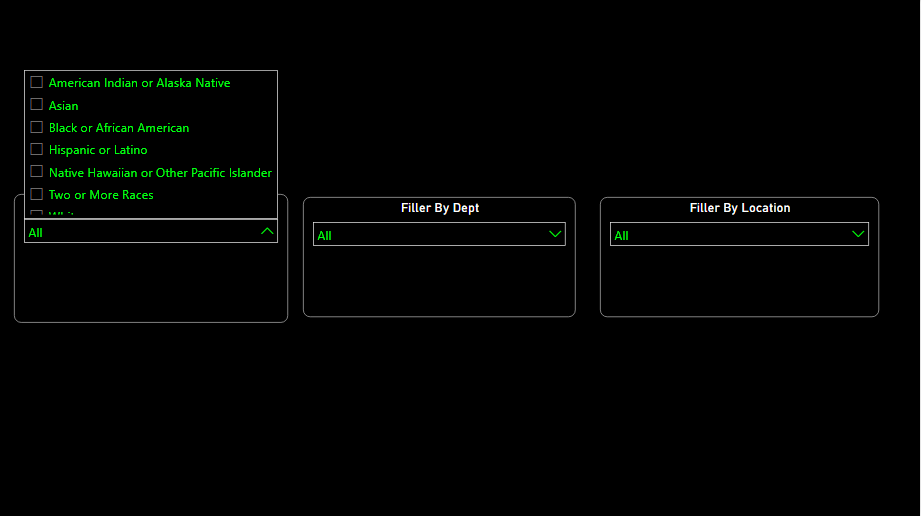 American Indian or Alaska Native
Asian
Black or African American
Hispanic or Latino
Native Hawaiian or Other Pacific Islander
Two or More Races
All
Filler By Dept
All
Filler By Location
All